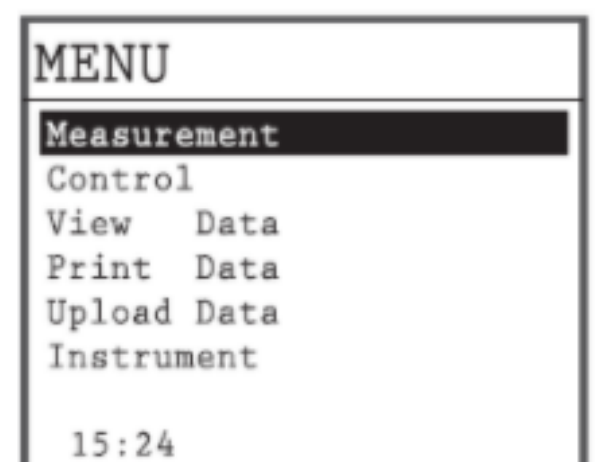 MENU
Measurement
Control
View Data
Print Data
Upload Data
Instrument
15:24